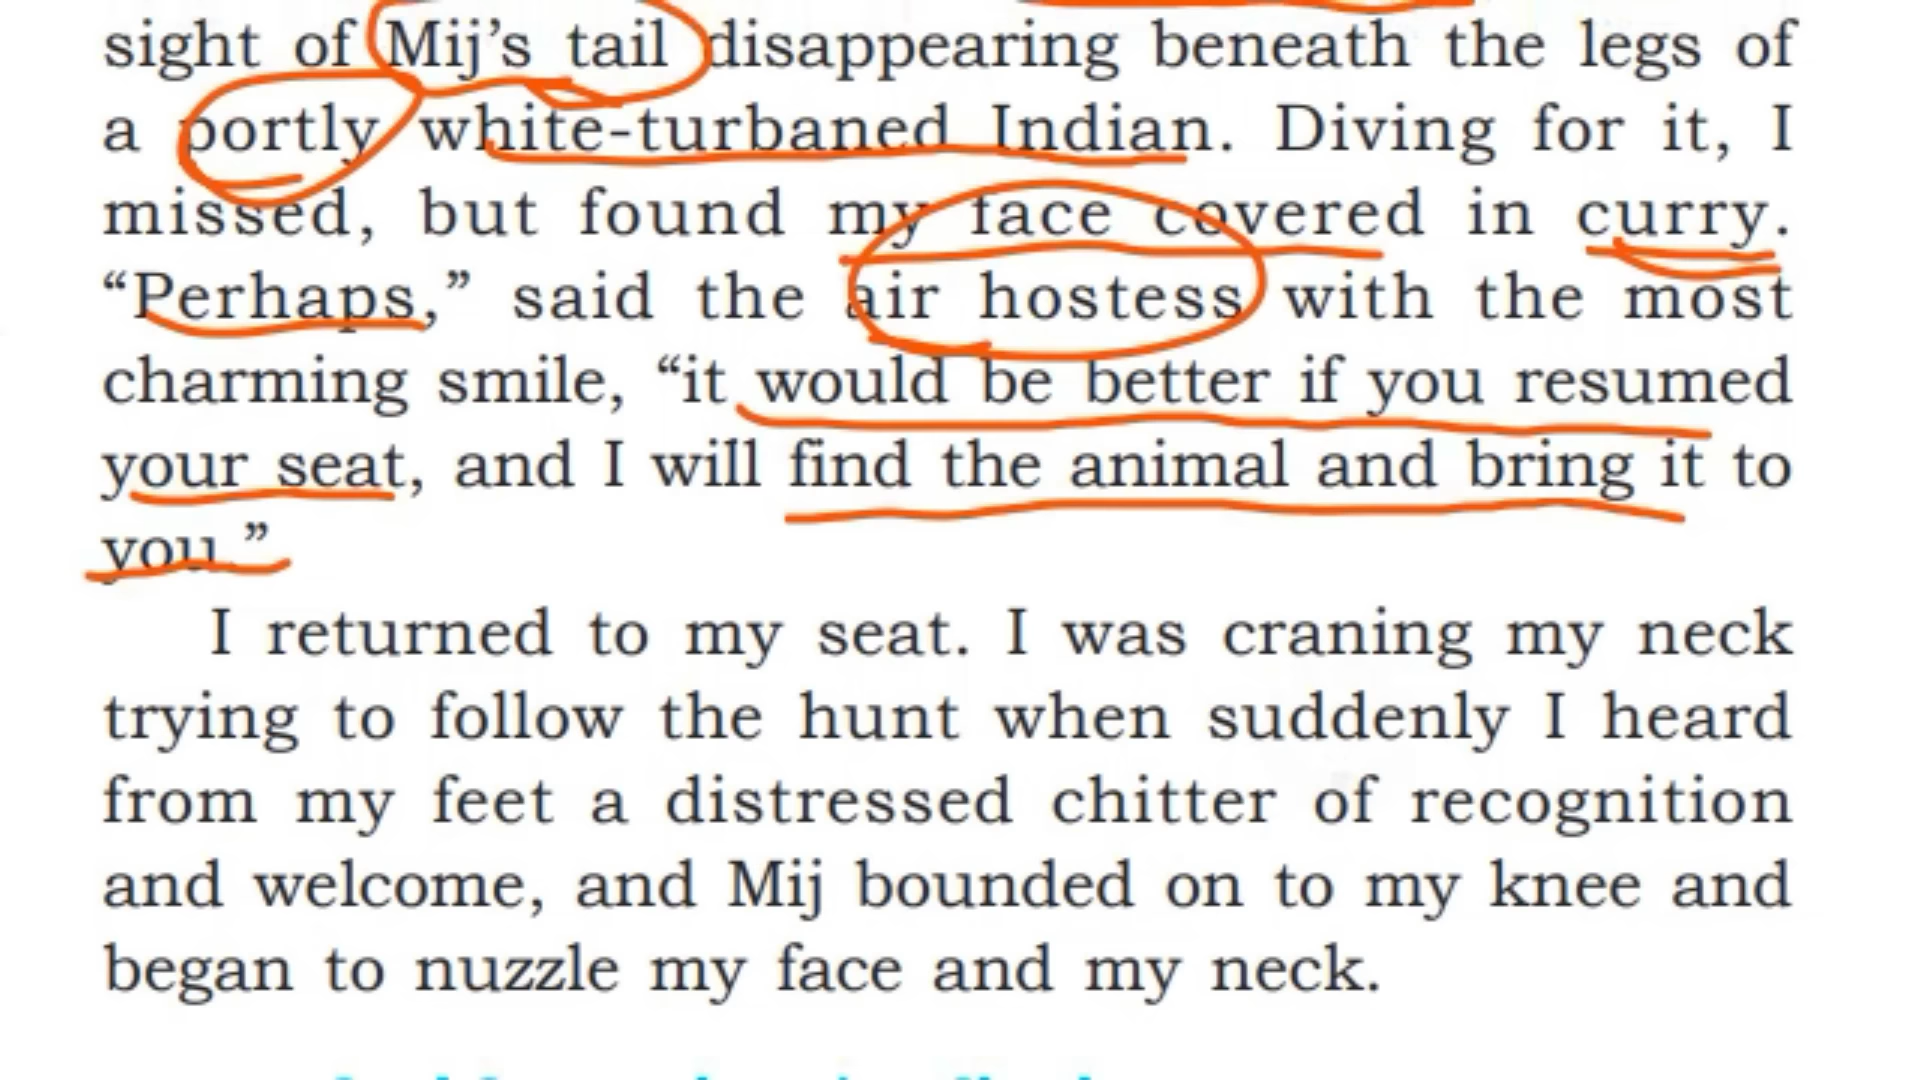 sight of Mij’s tail disappearing beneath the legs of
a portly white-turbaned Indian. Diving for it, I
missed, but found my face covered in curry.
“Perhaps,” said the air hostess with the most
charming smile, “it would be better if you resumed
your seat, and I will find the animal and bring it to
you.”
I returned to my seat. I was craning my neck
trying to follow the hunt when suddenly I heard
from my feet a distressed chitter of recognition
and welcome, and Mij bounded on to my knee and
began to nuzzle my face and my neck.